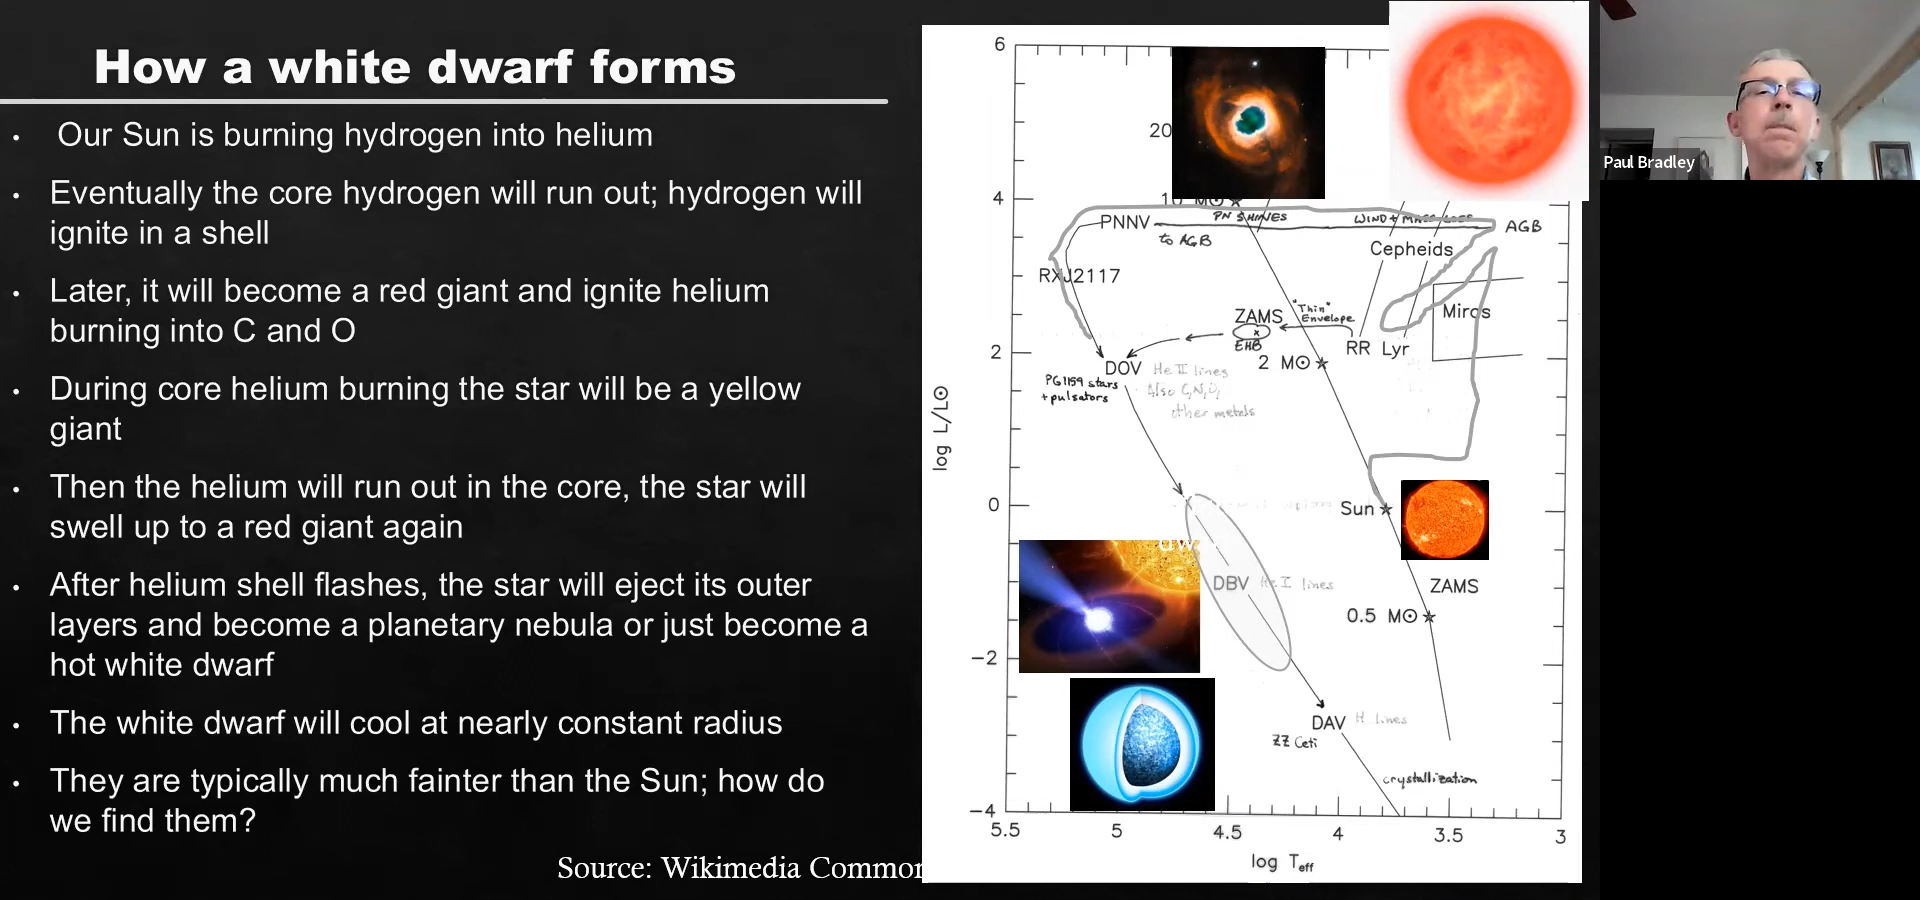 How a white dwarf forms
• Our Sun is burning hydrogen into helium
• Eventually the core hydrogen will run out; hydrogen will
ignite in a shell
• Later, it will become a red giant and ignite helium
burning into C and O
• During core helium burning the star will be a yellow
giant
• Then the helium will run out in the core, the star will
swell up to a red giant again
• After helium shell flashes, the star will eject its outer
layers and become a planetary nebula or just become a
hot white dwarf
• The white dwarf will cool at nearly constant radius
• They are typically much fainter than the Sun; how do
we find them?
Source: Wikimedia Common
6
20
4
10 M⊙
PN SHINES
WIND + MASS LOSS
PNNV
to AGB
AGB
Cepheids
RXJ2117
Miras
ZAMS
"Thin"
Envelope
EHB
RR Lyr
2
2 M⊙
DOV
He II lines
PG1159 stars
+ pulsators
Also C, N, O,
other metals
log L/L⊙
0
Sun
DBV
He I lines
ZAMS
0.5 M⊙
−2
DAV
H lines
ZZ Ceti
crystallization
−4
5.5
5
4.5
4
3.5
3
log Teff
Paul Bradley